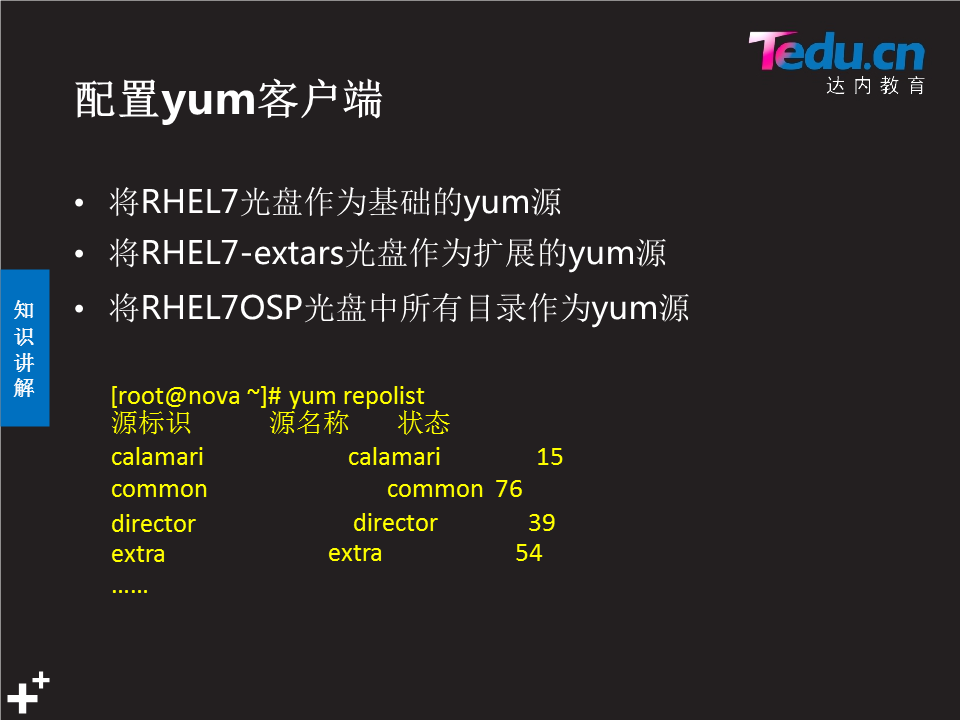 Tedu.cn
达内教育
配置yum客户端
• 将RHEL7光盘作为基础的yum源
• 将RHEL7-extars光盘作为扩展的yum源
• 将RHEL7OSP光盘中所有目录作为yum源
知识讲解
[root@nova ~]# yum repolist
源标识 源名称 状态
calamari calamari 15
common common 76
director director 39
extra extra 54
……